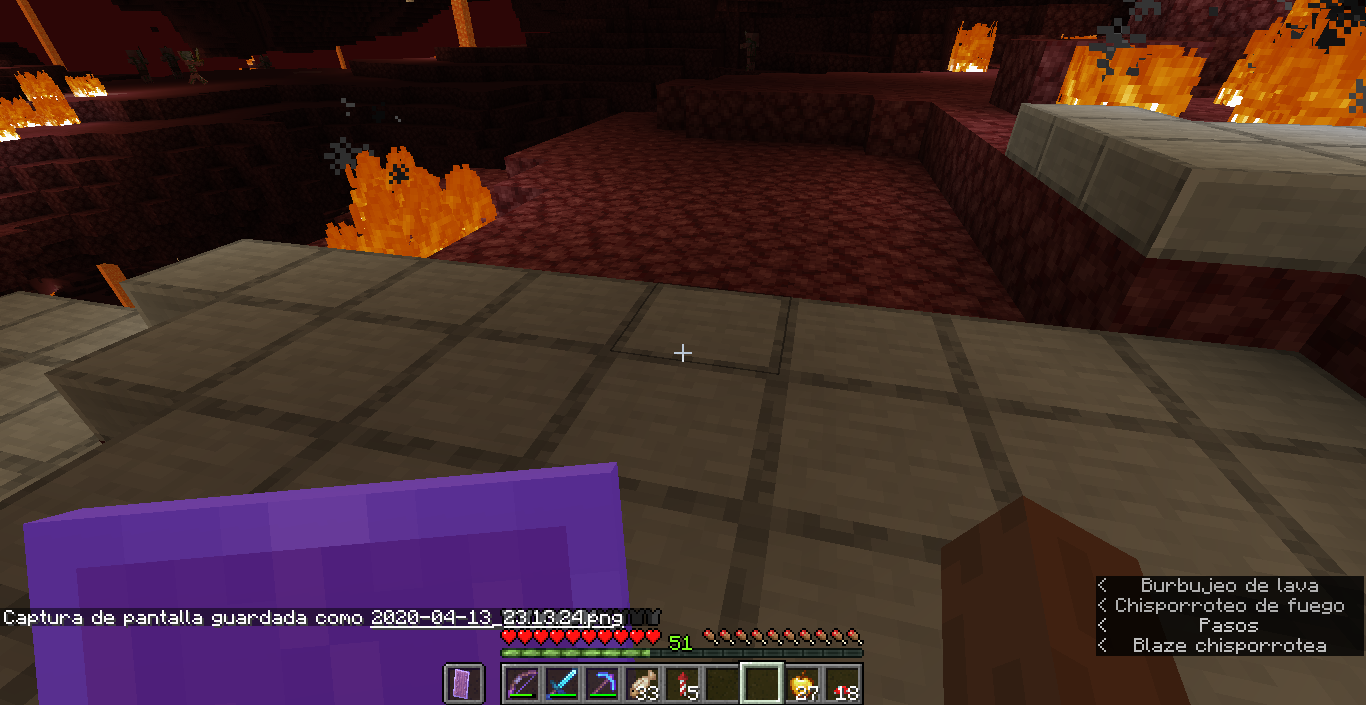 Burbujeo de lava
Chisporroteo de fuego
Pasos
Blaze chisporrotea
Captura de pantalla guardada como 2020-04-13_23.13.24.png
51
33 5 27 18